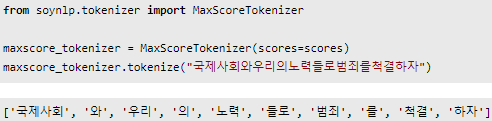 from soynlp.tokenizer import MaxScoreTokenizer
maxscore_tokenizer = MaxScoreTokenizer(scores=scores)
maxscore_tokenizer.tokenize("국제사회와우리의노력들로범죄를척결하자")
['국제사회', '와', '우리', '의', '노력', '들로', '범죄', '를', '척결', '하자']